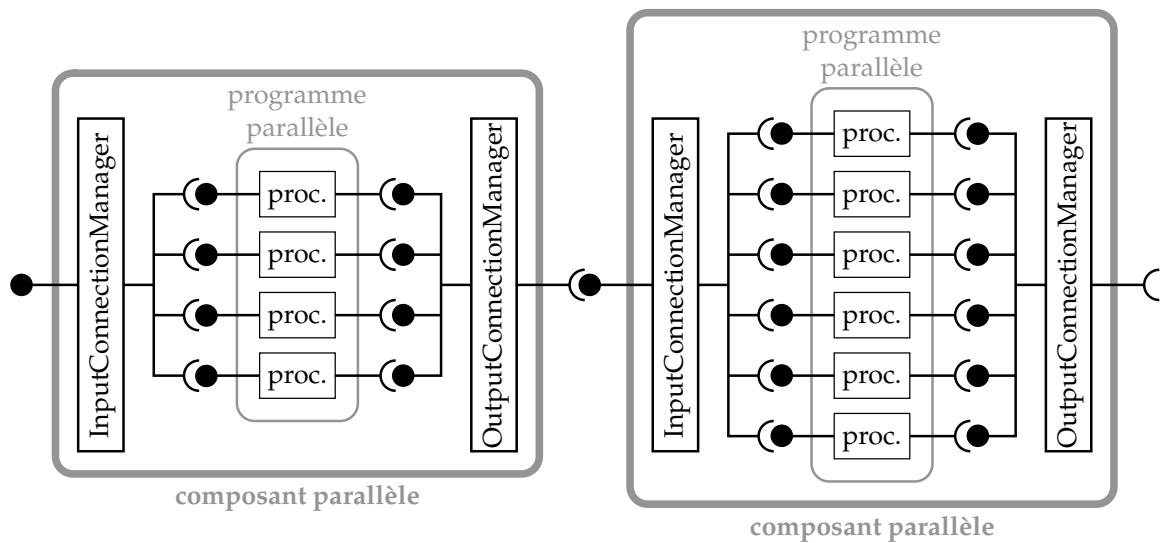 programme
parallèle
InputConnectionManager
proc.
proc.
proc.
proc.
OutputConnectionManager
composant parallèle
programme
parallèle
InputConnectionManager
proc.
proc.
proc.
proc.
proc.
proc.
OutputConnectionManager
composant parallèle